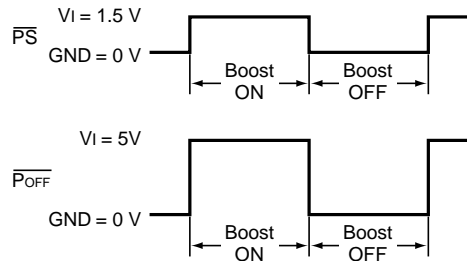 VI = 1.5 V
PS
GND = 0 V
Boost
ON
Boost
OFF
VI = 5V
POFF
GND = 0 V
Boost
ON
Boost
OFF